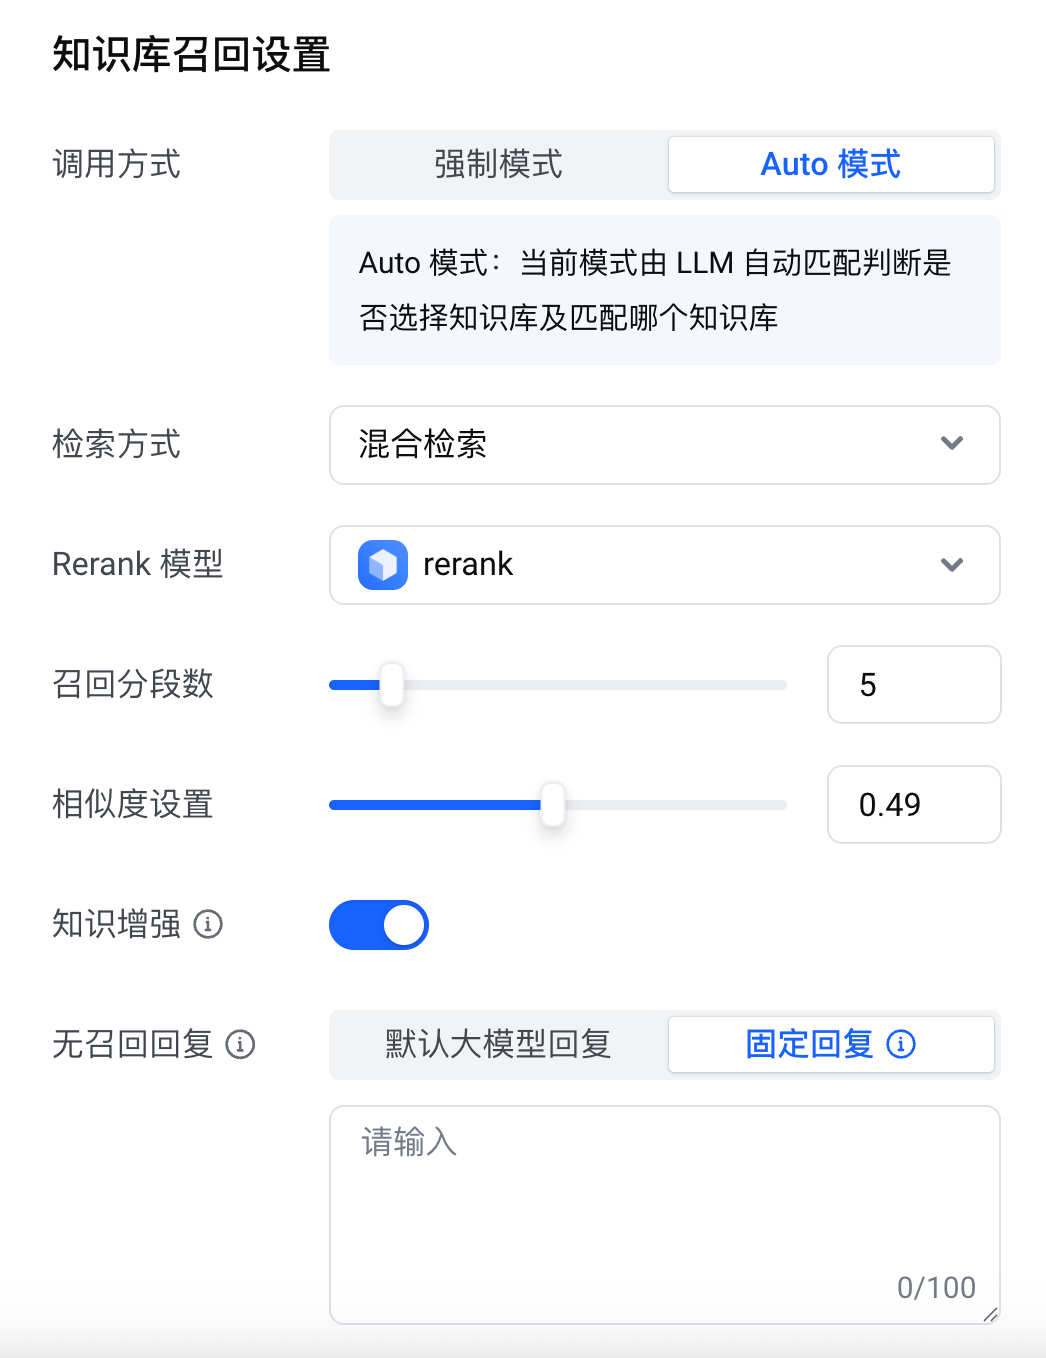 知识库召回设置
调用方式
强制模式
Auto 模式
Auto 模式：当前模式由 LLM 自动匹配判断是
否选择知识库及匹配哪个知识库
检索方式
混合检索
Rerank 模型
rerank
召回分段数
5
相似度设置
0.49
知识增强
无召回回复
默认大模型回复
固定回复
请输入
0/100